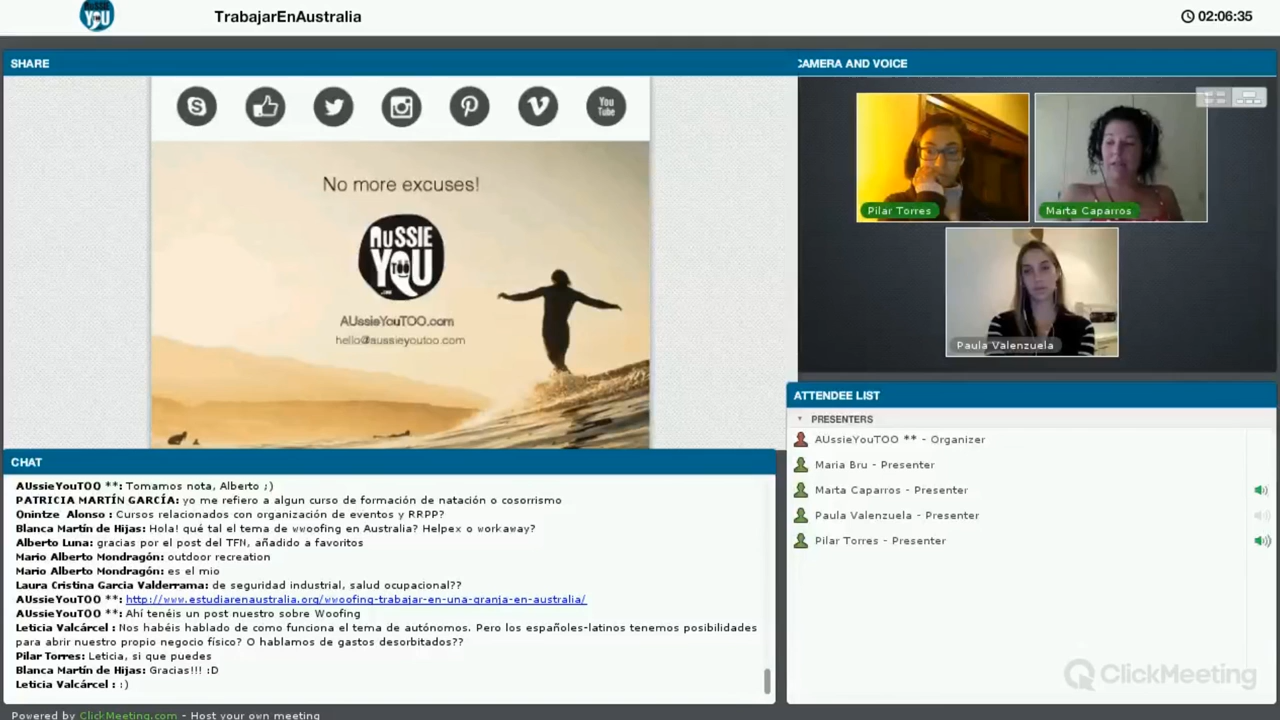 AUSSIE
YOU
TrabajarEnAustralia
02:06:35
SHARE
CAMERA AND VOICE
You
Tube
No more excuses!
AUSSIE
TOO
YOU
.com
AUssieYouTOO.com
hello@aussieyoutoo.com
Pilar Torres
Marta Caparros
Paula Valenzuela
ATTENDEE LIST
PRESENTERS
AUssieYouTOO ** - Organizer
Maria Bru - Presenter
Marta Caparros - Presenter
Paula Valenzuela - Presenter
Pilar Torres - Presenter
CHAT
AUssieYouTOO **: Tomamos nota, Alberto ;)
PATRICIA MARTÍN GARCÍA: yo me refiero a algun curso de formación de natación o cosorrismo
Onintze Alonso : Cursos relacionados con organización de eventos y RRPP?
Blanca Martín de Hijas: Hola! qué tal el tema de wwoofing en Australia? Helpex o workaway?
Alberto Luna: gracias por el post del TFN, añadido a favoritos
Mario Alberto Mondragón: outdoor recreation
Mario Alberto Mondragón: es el mio
Laura Cristina Garcia Valderrama: de seguridad industrial, salud ocupacional??
AUssieYouTOO **: http://www.estudiarenaustralia.org/wwoofing-trabajar-en-una-granja-en-australia/
AUssieYouTOO **: Ahí tenéis un post nuestro sobre Woofing
Leticia Valcárcel : Nos habéis hablado de como funciona el tema de autónomos. Pero los españoles-latinos tenemos posibilidades
para abrir nuestro propio negocio físico? O hablamos de gastos desorbitados??
Pilar Torres: Leticia, si que puedes
Blanca Martín de Hijas: Gracias!!! :D
Leticia Valcárcel : :)
ClickMeeting
Powered by ClickMeeting.com - Host your own meeting